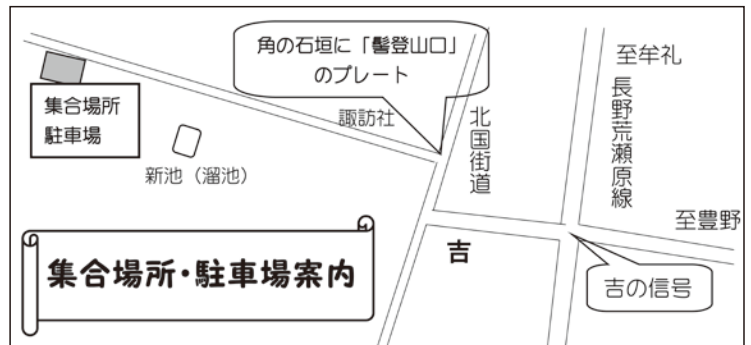 角の石垣に「髻登山口」
のプレート
至牟礼
長野荒瀬原線
集合場所
駐車場
諏訪社
北国街道
新池（溜池）
至豊野
吉
集合場所・駐車場案内
吉の信号